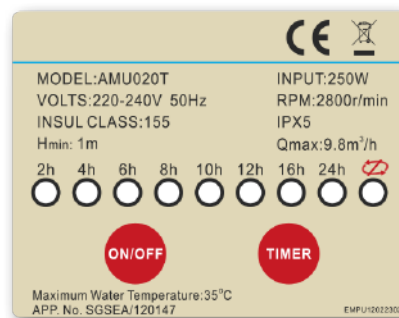 CE
MODEL:AMU020T INPUT:250W
VOLTS:220-240V 50Hz RPM:2800r/min
INSUL CLASS:155 IPX5
Hmin: 1m Qmax:9.8m³/h
2h 4h 6h 8h 10h 12h 16h 24h
ON/OFF TIMER
Maximum Water Temperature:35°C
APP. No. SGSEA/120147